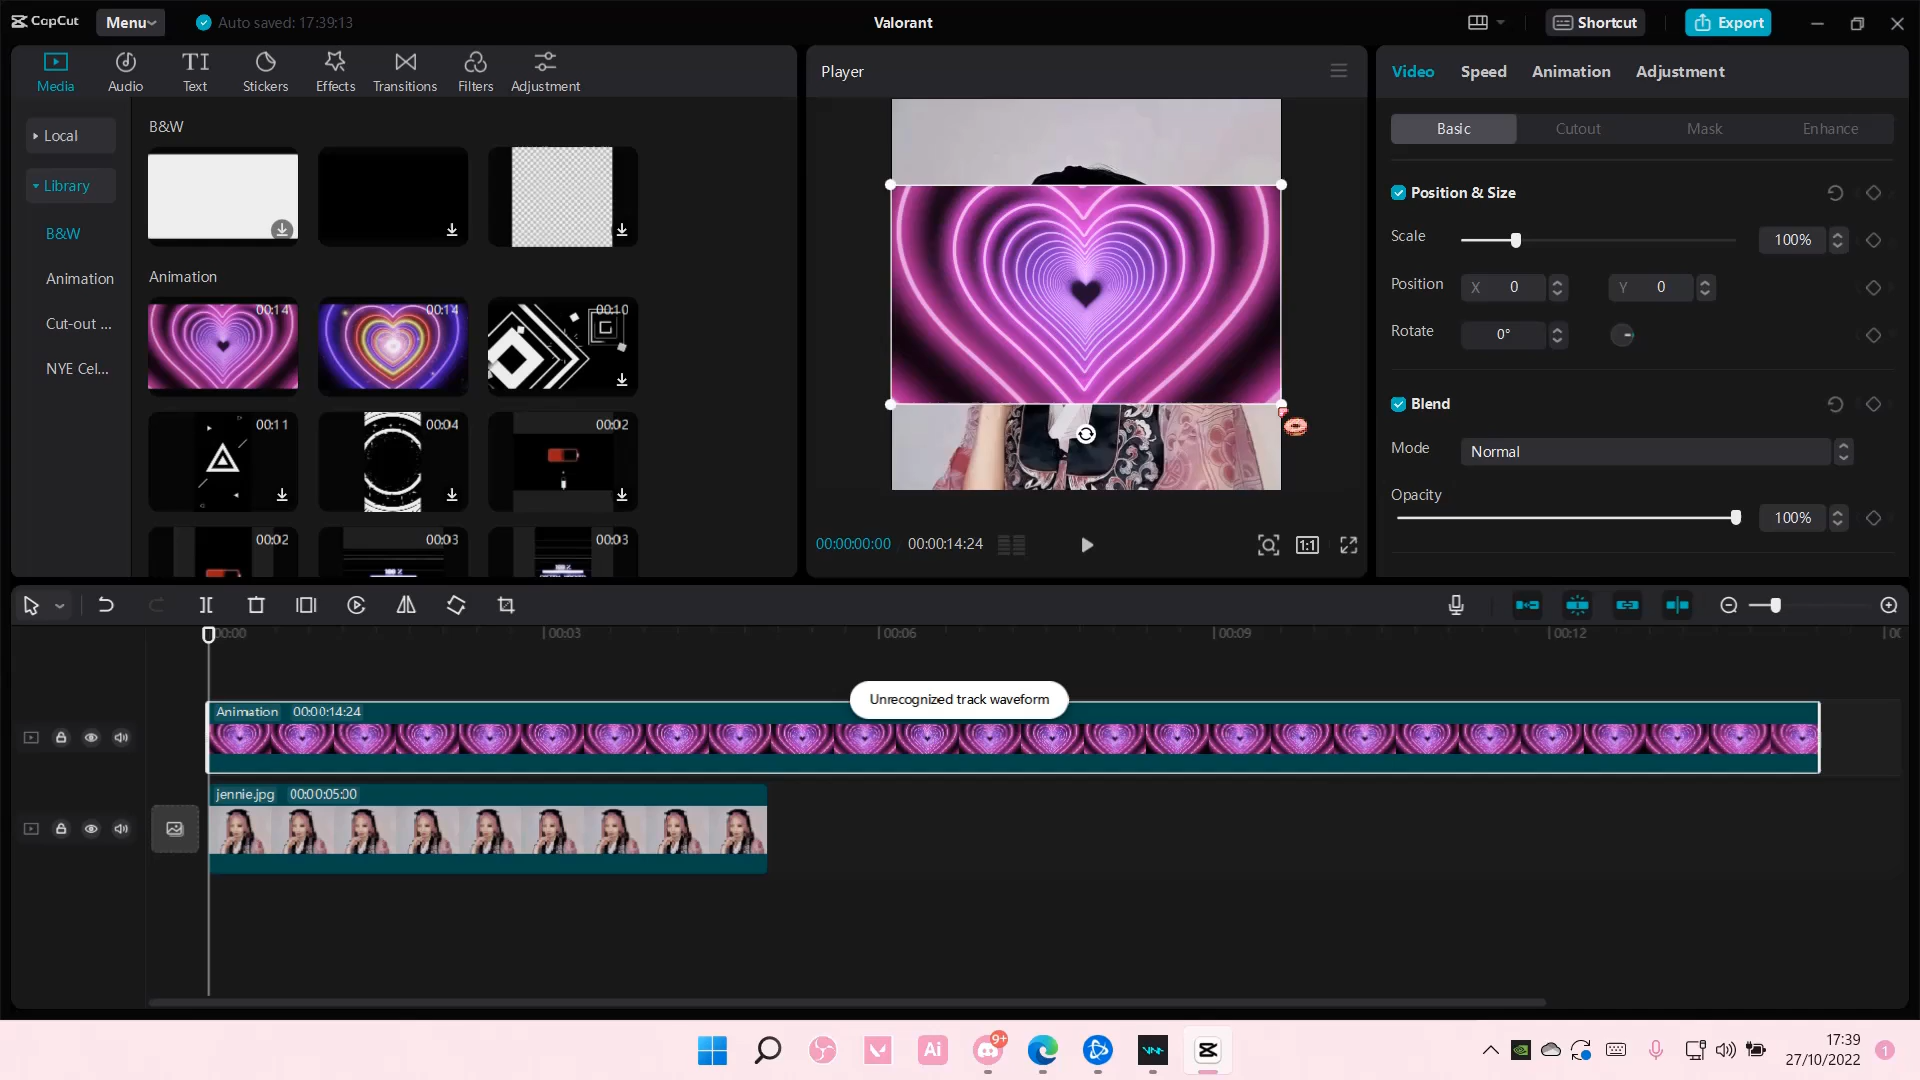 CapCut Menu Auto saved: 17:39:13 Valorant Shortcut Export
Media Audio Text Stickers Effects Transitions Filters Adjustment
Local
Library
B&W
Animation
Cut-out ...
NYE Cel...
B&W
Animation
00:14 00:14 00:10
00:11 00:04 00:02
00:02 00:03 00:03
Player
00:00:00:00 00:00:14:24 1:1
Video Speed Animation Adjustment
Basic Cutout Mask Enhance
Position & Size
Scale 100%
Position X 0 Y 0
Rotate 0°
Blend
Mode Normal
Opacity
100%
00:00 00:03 00:06 00:09 00:12
Unrecognized track waveform
Animation 00:00:14:24
jennie.jpg 00:00:05:00
Ai 9+
17:39
27/10/2022
1